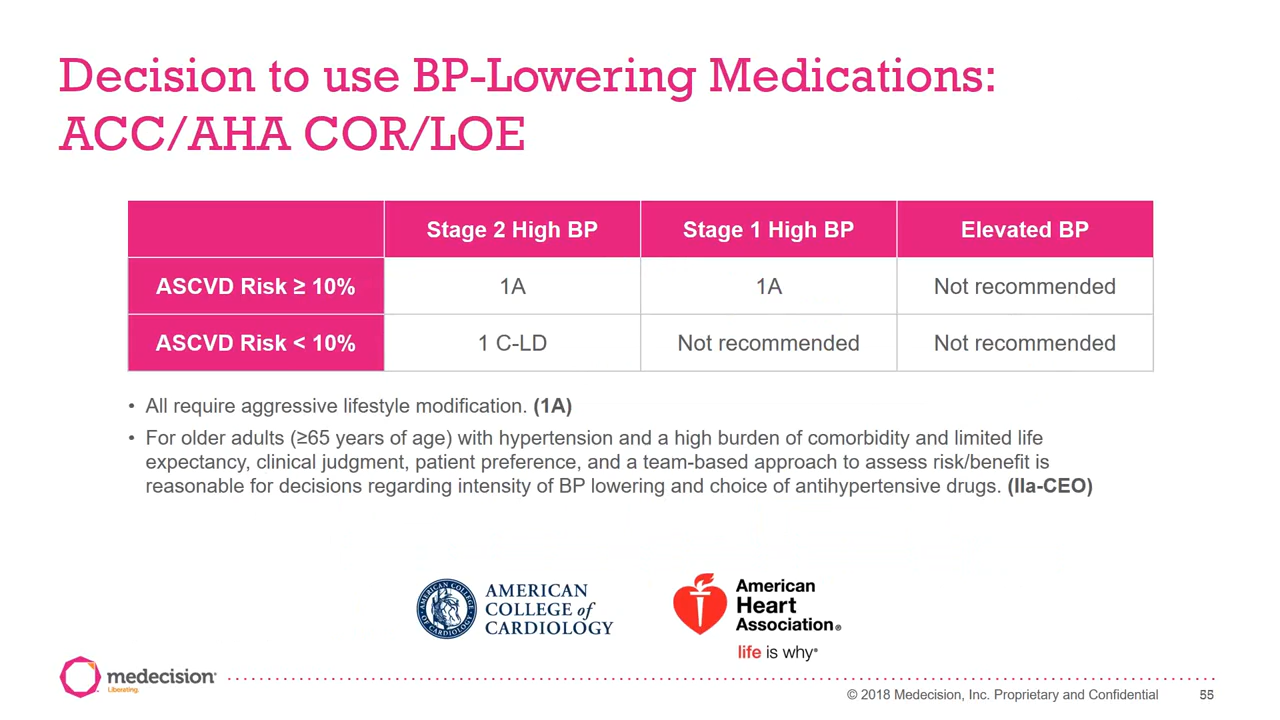 Decision to use BP-Lowering Medications:
ACC/AHA COR/LOE
Stage 2 High BP Stage 1 High BP Elevated BP
ASCVD Risk ≥ 10% 1A 1A Not recommended
ASCVD Risk < 10% 1 C-LD Not recommended Not recommended
• All require aggressive lifestyle modification. (1A)
• For older adults (≥65 years of age) with hypertension and a high burden of comorbidity and limited life
expectancy, clinical judgment, patient preference, and a team-based approach to assess risk/benefit is
reasonable for decisions regarding intensity of BP lowering and choice of antihypertensive drugs. (IIa-CEO)
AMERICAN
COLLEGE of
CARDIOLOGY
AMERICAN COLLEGE OF CARDIOLOGY
American
Heart
Association®
life is why®
medecision®
Liberating.
© 2018 Medecision, Inc. Proprietary and Confidential 55